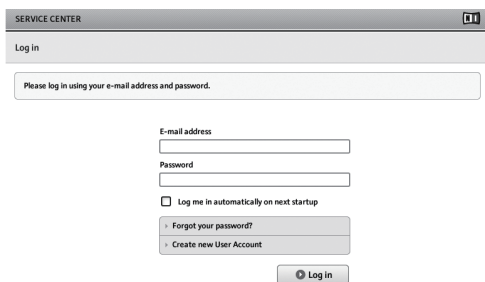 SERVICE CENTER
Log in
Please log in using your e-mail address and password.
E-mail address
Password
Log me in automatically on next startup
Forgot your password?
Create new User Account
Log in